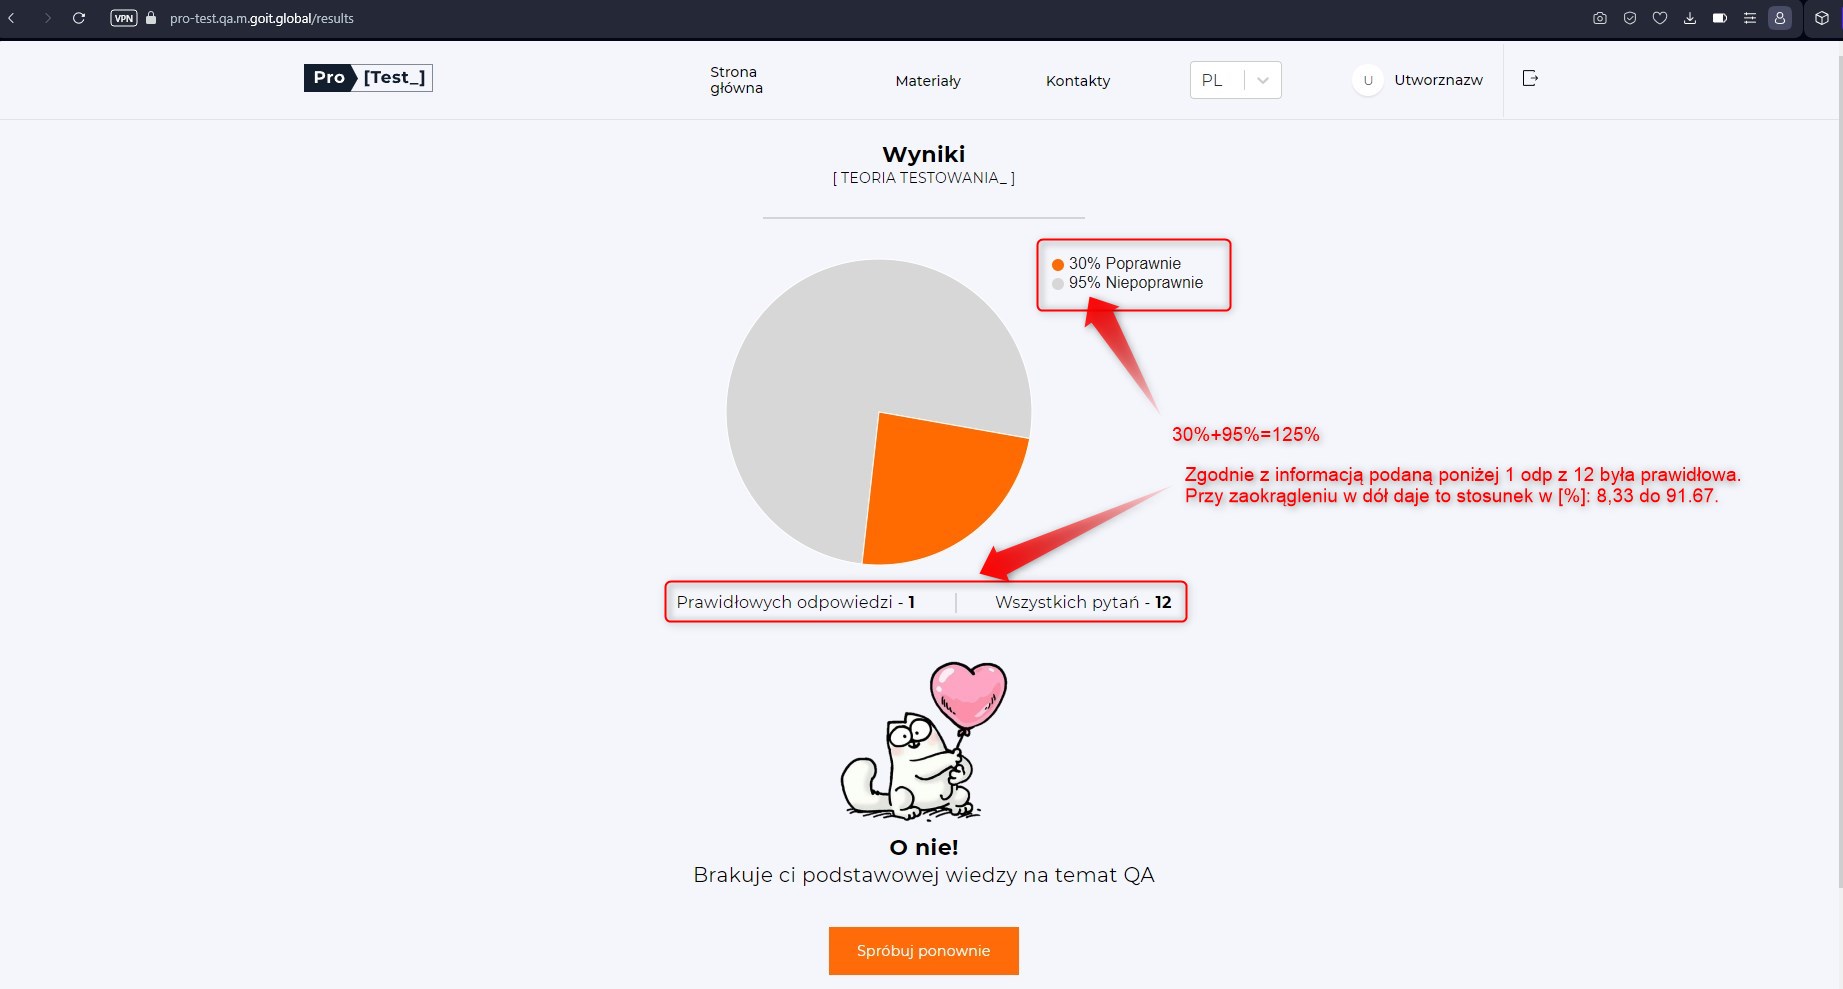 VPN
pro-test.qa.m.goit.global/results
Pro [Test_]
Strona
główna
Materiały
Kontakty
PL
U
Utworznazw
Wyniki
[ TEORIA TESTOWANIA_ ]
30% Poprawnie
95% Niepoprawnie
30%+95%=125%
Zgodnie z informacją podaną poniżej 1 odp z 12 była prawidłowa.
Przy zaokrągleniu w dół daje to stosunek w [%]: 8,33 do 91.67.
Prawidłowych odpowiedzi - 1
Wszystkich pytań - 12
O nie!
Brakuje ci podstawowej wiedzy na temat QA
Spróbuj ponownie